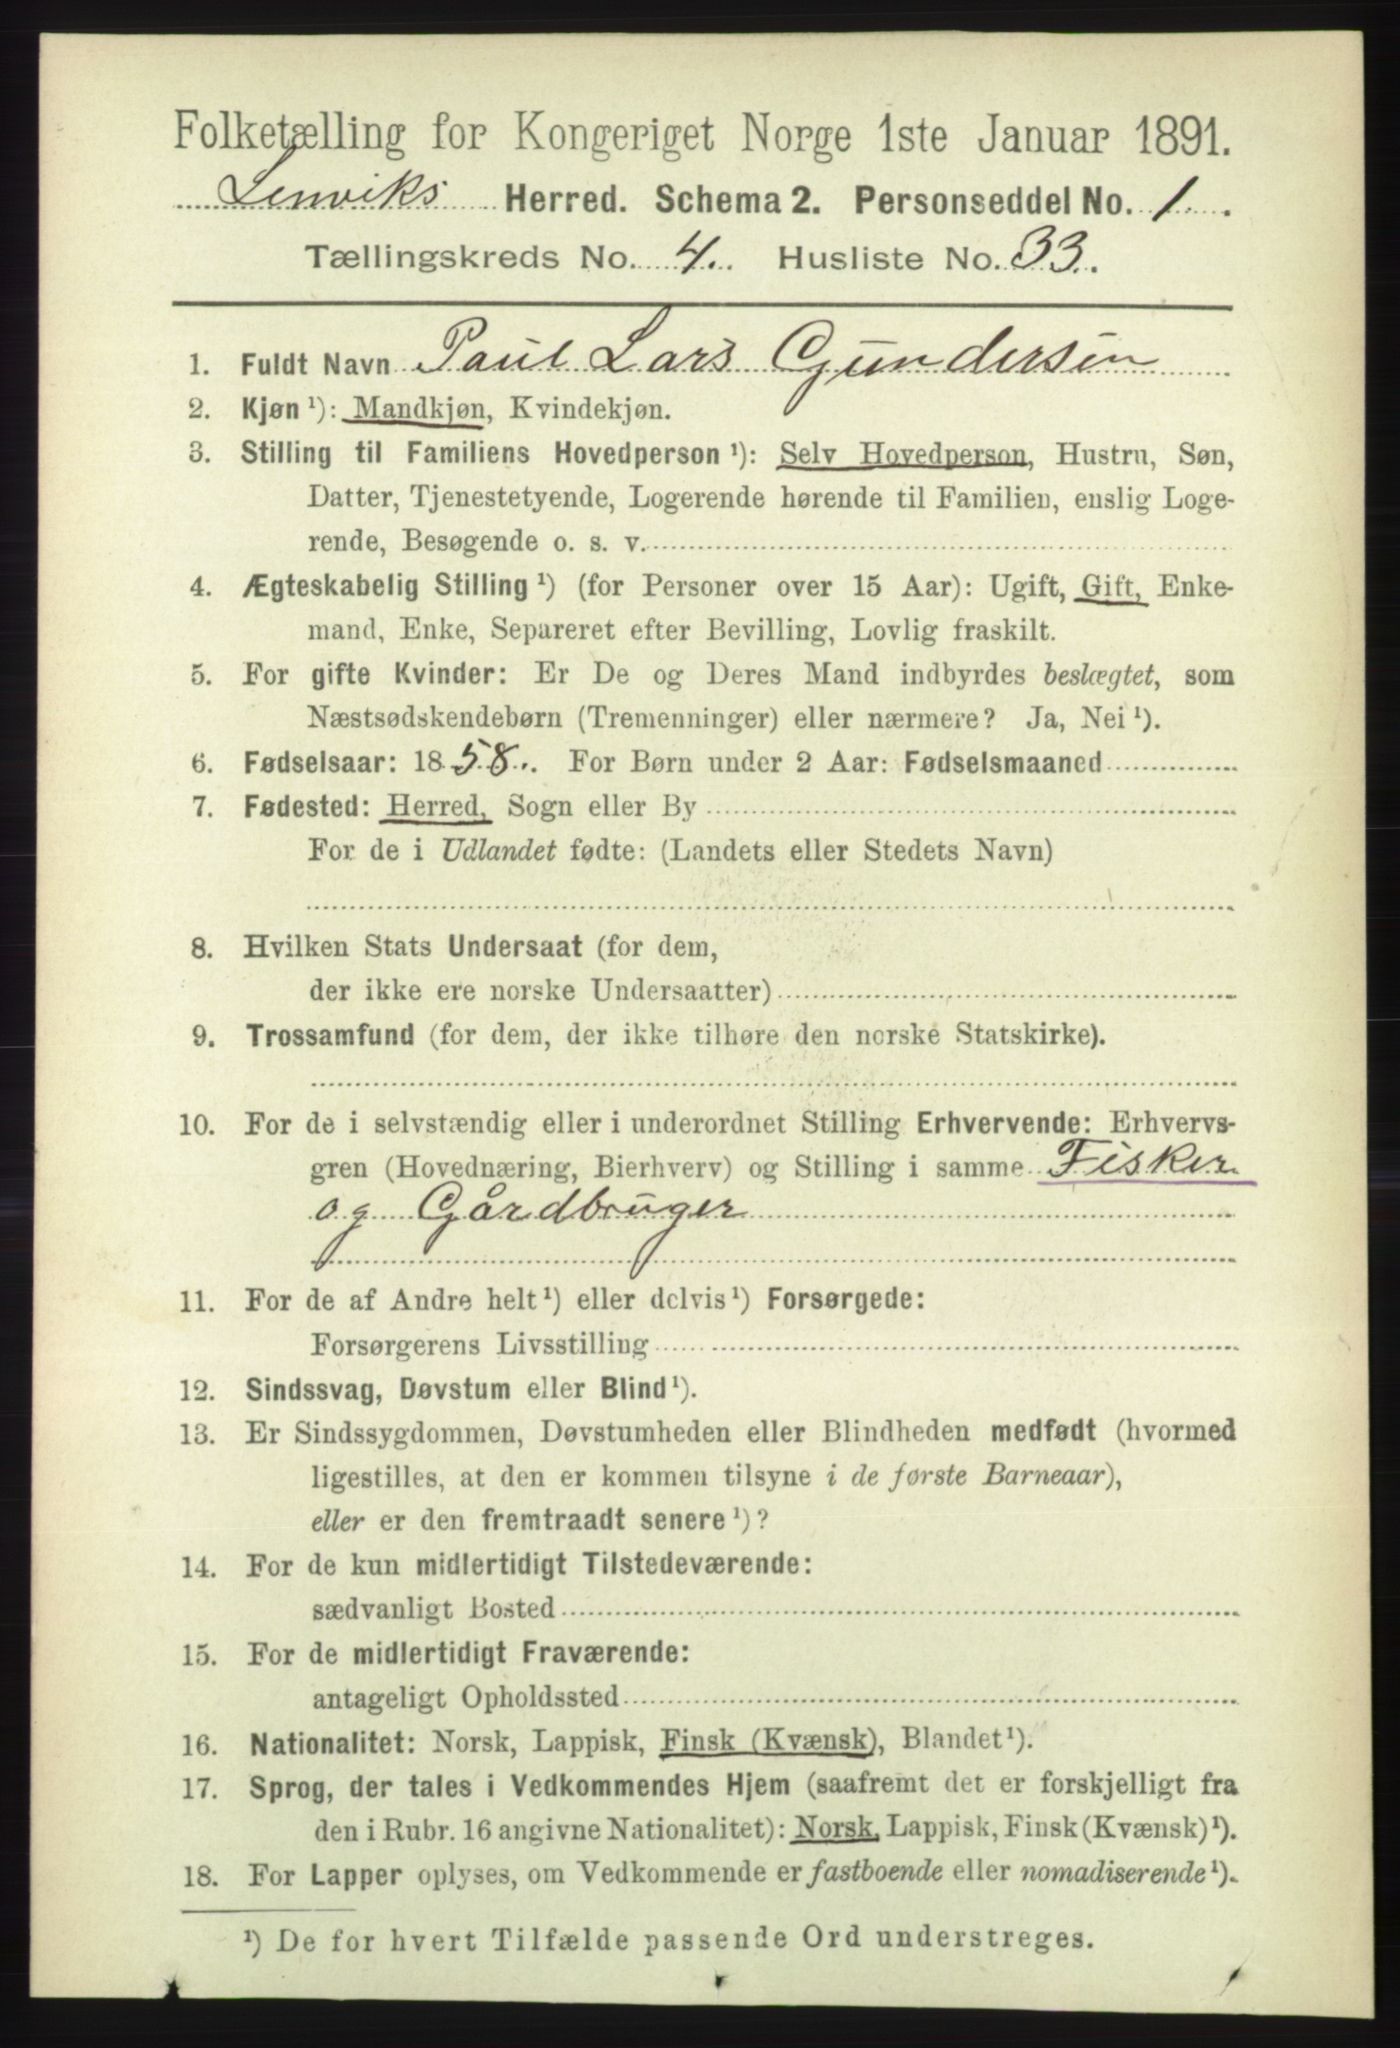 Folketælling for Kongeriget Norge 1ste Januar 1891.
Lenviks Herred. Schema 2. Personseddel No. 1.
Tællingskreds No. 4. Husliste No. 33.
1. Fuldt Navn Paul Lars Gundersen
2. Kjøn ¹): Mandkjøn, Kvindekjøn.
3. Stilling til Familiens Hovedperson ¹): Selv Hovedperson, Hustru, Søn,
Datter, Tjenestetyende, Logerende hørende til Familien, enslig Loge-
rende, Besøgende o. s. v.
4. Ægteskabelig Stilling ¹) (for Personer over 15 Aar): Ugift, Gift, Enke-
mand, Enke, Separeret efter Bevilling, Lovlig fraskilt.
5. For gifte Kvinder: Er De og Deres Mand indbyrdes beslægtet, som
Næstsødskendebørn (Tremenninger) eller nærmere? Ja, Nei ¹).
6. Fødselsaar: 1858. For Børn under 2 Aar: Fødselsmaaned
7. Fødested: Herred, Sogn eller By
For de i Udlandet fødte: (Landets eller Stedets Navn)
8. Hvilken Stats Undersaat (for dem,
der ikke ere norske Undersaatter)
9. Trossamfund (for dem, der ikke tilhøre den norske Statskirke).
10. For de i selvstændig eller i underordnet Stilling Erhvervende: Erhvervs-
gren (Hovednæring, Bierhverv) og Stilling i samme Fisker
og Gårdbruger
11. For de af Andre helt ¹) eller delvis ¹) Forsørgede:
Forsørgerens Livsstilling
12. Sindssvag, Døvstum eller Blind ¹).
13. Er Sindssygdommen, Døvstumheden eller Blindheden medfødt (hvormed
ligestilles, at den er kommen tilsyne i de første Barneaar),
eller er den fremtraadt senere ¹)?
14. For de kun midlertidigt Tilstedeværende:
sædvanligt Bosted
15. For de midlertidigt Fraværende:
antageligt Opholdssted
16. Nationalitet: Norsk, Lappisk, Finsk (Kvænsk), Blandet ¹).
17. Sprog, der tales i Vedkommendes Hjem (saafremt det er forskjelligt fra
den i Rubr. 16 angivne Nationalitet): Norsk, Lappisk, Finsk (Kvænsk) ¹).
18. For Lapper oplyses, om Vedkommende er fastboende eller nomadiserende ¹).
¹) De for hvert Tilfælde passende Ord understreges.